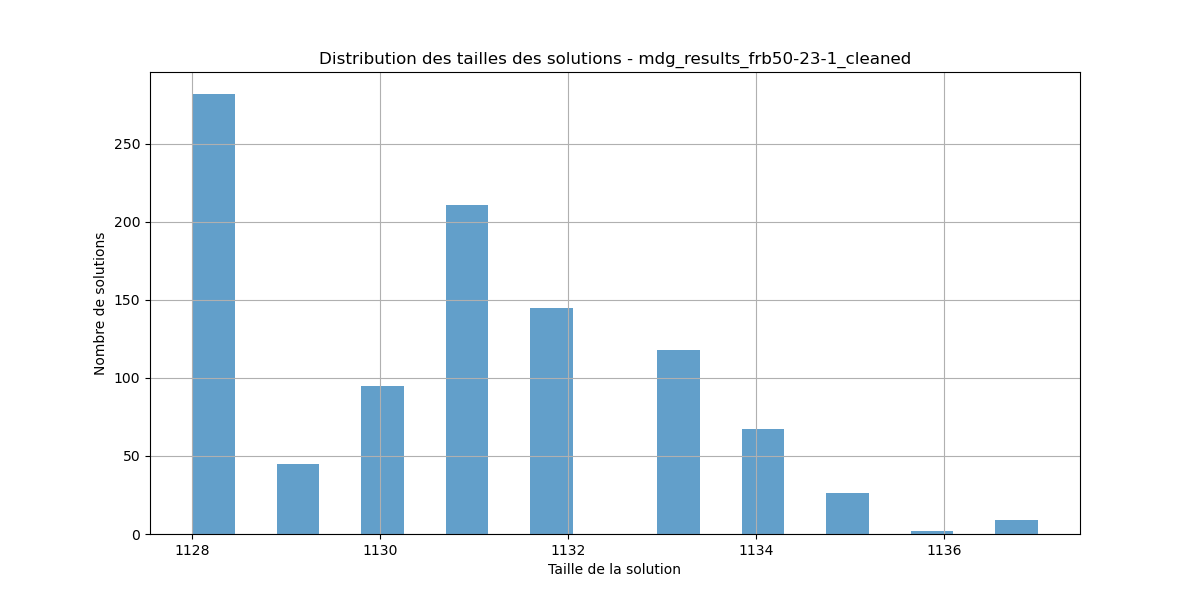 Distribution des tailles des solutions - mdg_results_frb50-23-1_cleaned
Nombre de solutions
250
200
150
100
50
0
1128 1130 1132 1134 1136
Taille de la solution